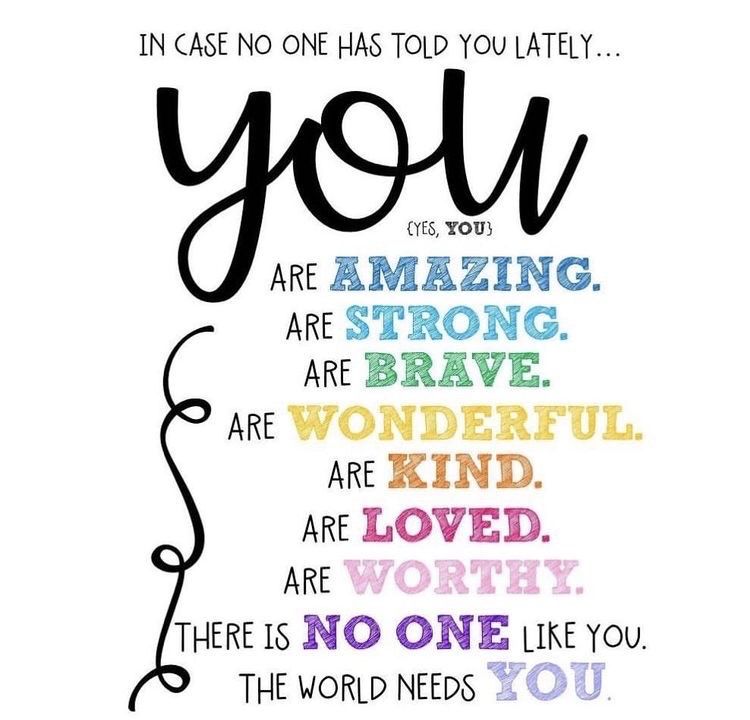 IN CASE NO ONE HAS TOLD YOU LATELY...
you
{YES, YOU}
ARE AMAZING.
ARE STRONG.
ARE BRAVE.
ARE WONDERFUL.
ARE KIND.
ARE LOVED.
ARE WORTHY.
THERE IS NO ONE LIKE YOU.
THE WORLD NEEDS YOU.